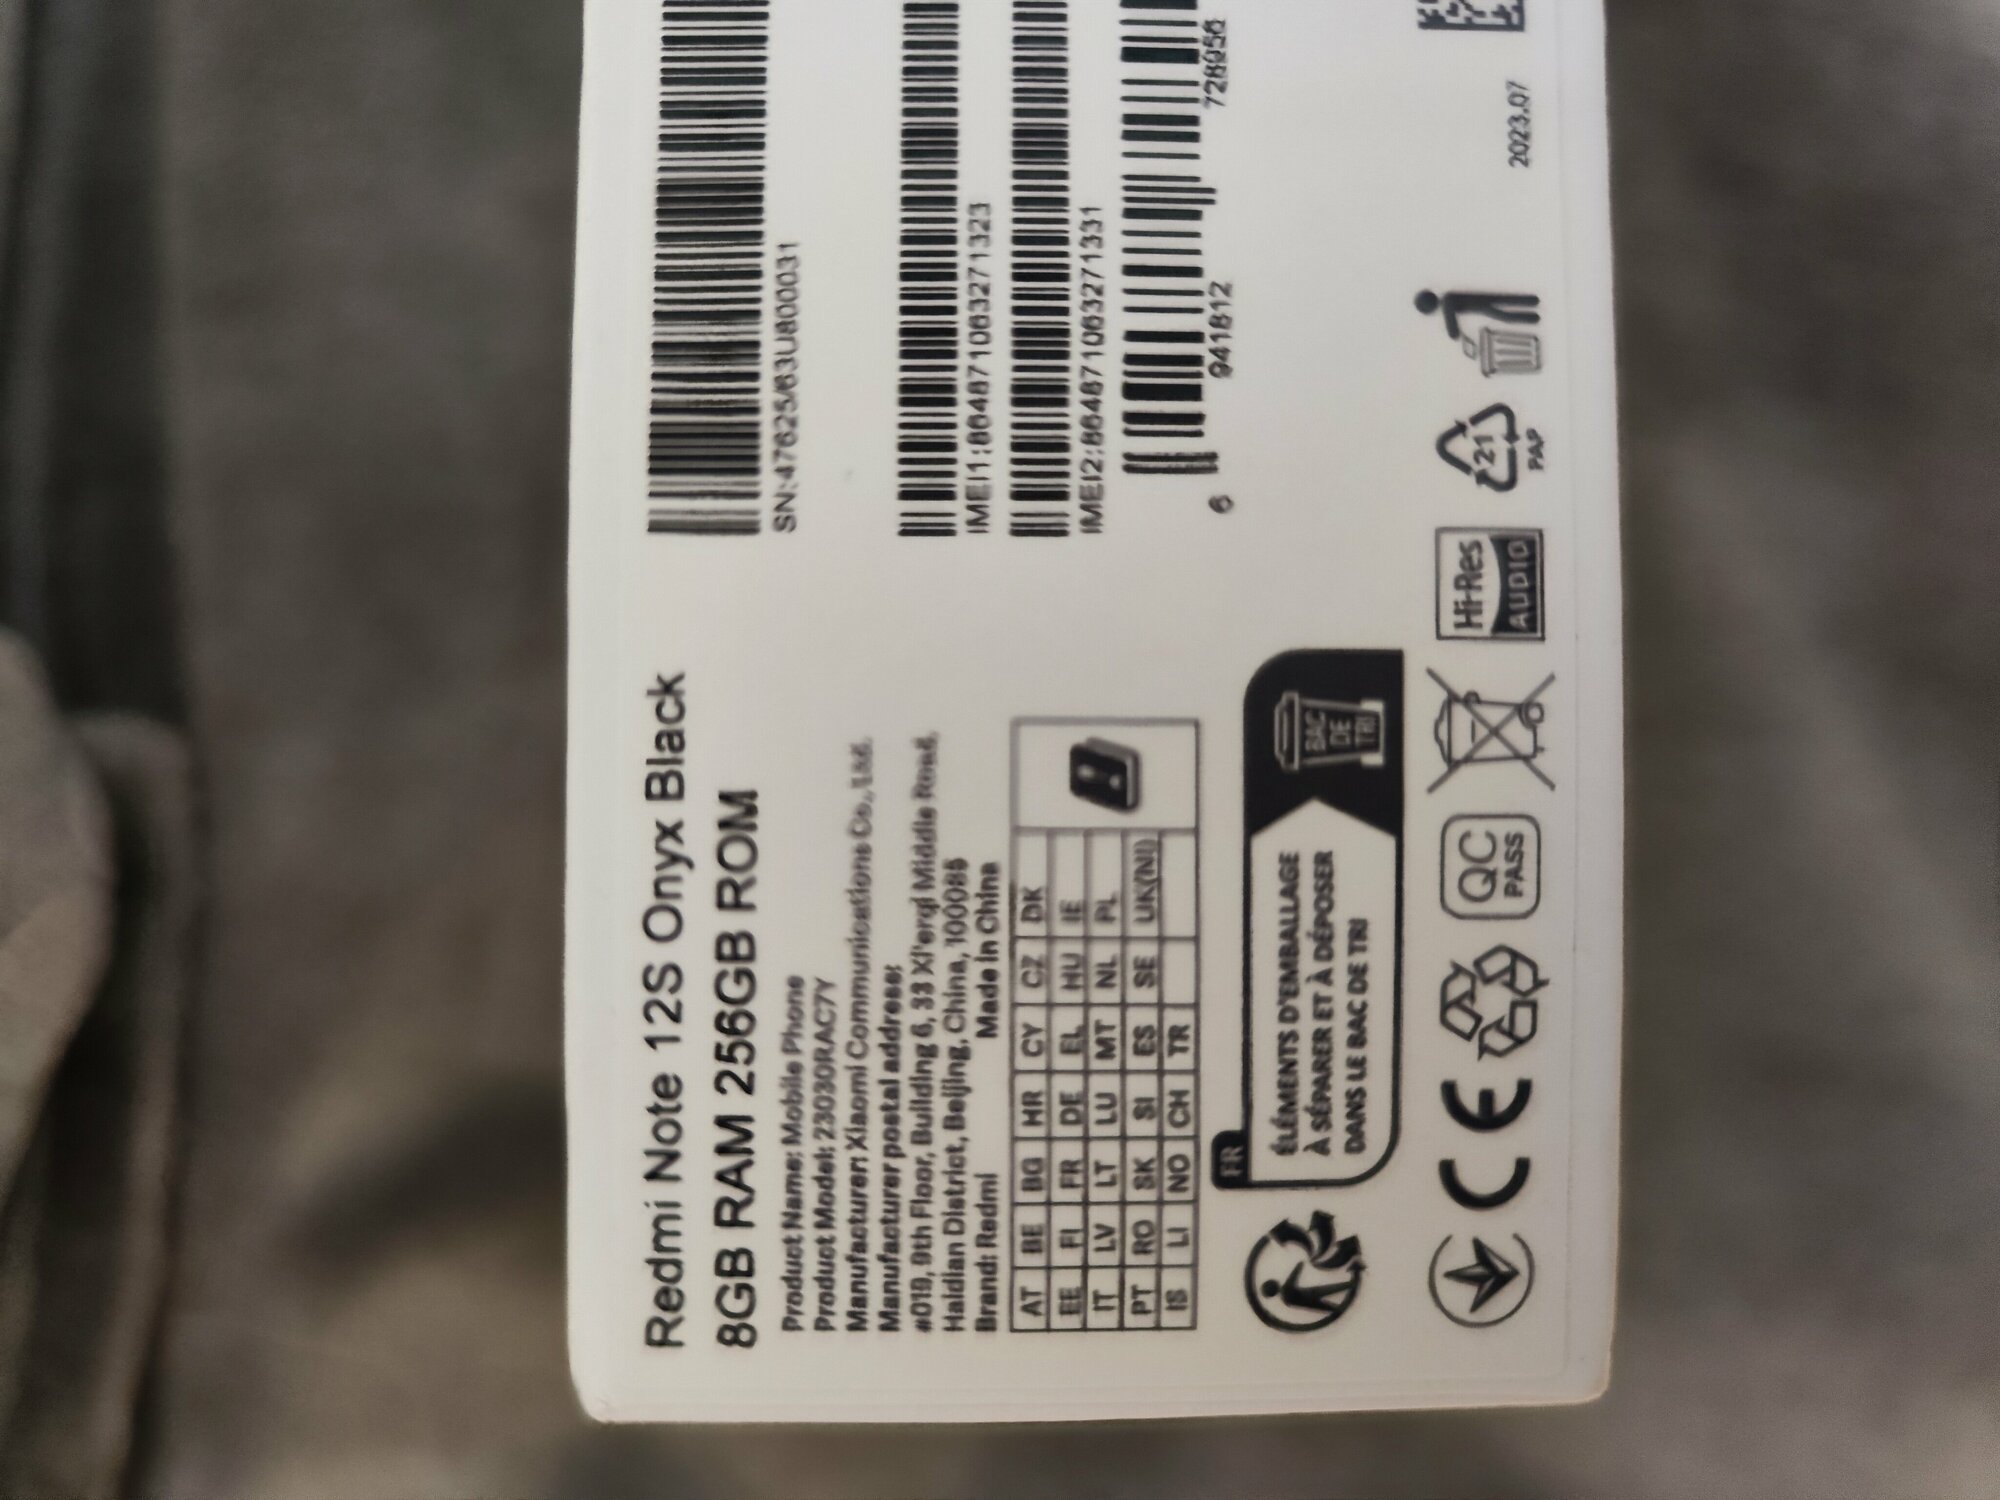 Redmi Note 12S Onyx Black
8GB RAM 256GB ROM
Product Name: Mobile Phone
Product Model: 23030RAC7Y
Manufacturer: Xiaomi Communications Co., Ltd.
Manufacturer postal address:
#019, 9th Floor, Building 6, 33 Xi'erqi Middle Road,
Haidian District, Beijing, China, 100085
Brand: Redmi Made in China
AT BE BG HR CY CZ DK
EE FI FR DE EL HU IE
IT LV LT LU MT NL PL
PT RO SK SI ES SE UK(NI)
IS LI NO CH TR
FR
ÉLÉMENTS D'EMBALLAGE
À SÉPARER ET À DÉPOSER
DANS LE BAC DE TRI
BAC
DE
TRI
CE
QC
PASS
Hi-Res
AUDIO
21
PAP
SN:47625/63U800031
IMEI1:864871063271323
IMEI2:864871063271331
6 941812 728056
2023.07